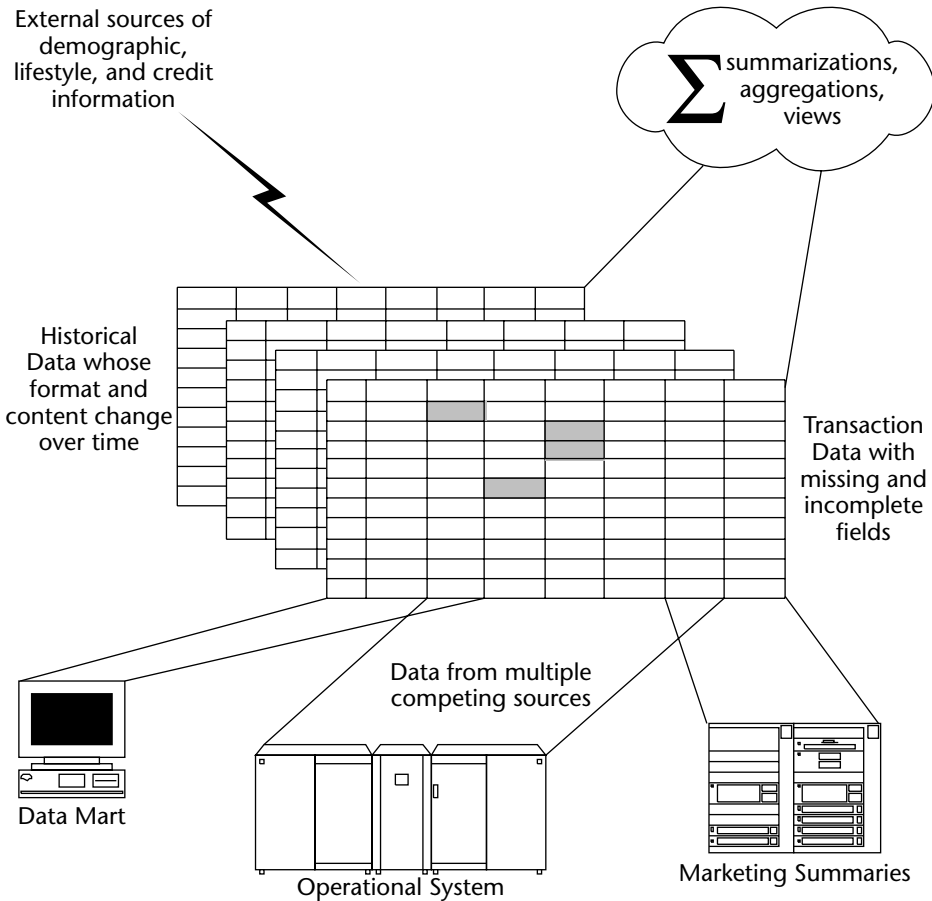 External sources of
demographic,
lifestyle, and credit
information
∑ summarizations,
aggregations,
views
Historical
Data whose
format and
content change
over time
Transaction
Data with
missing and
incomplete
fields
Data from multiple
competing sources
Data Mart
Operational System
Marketing Summaries